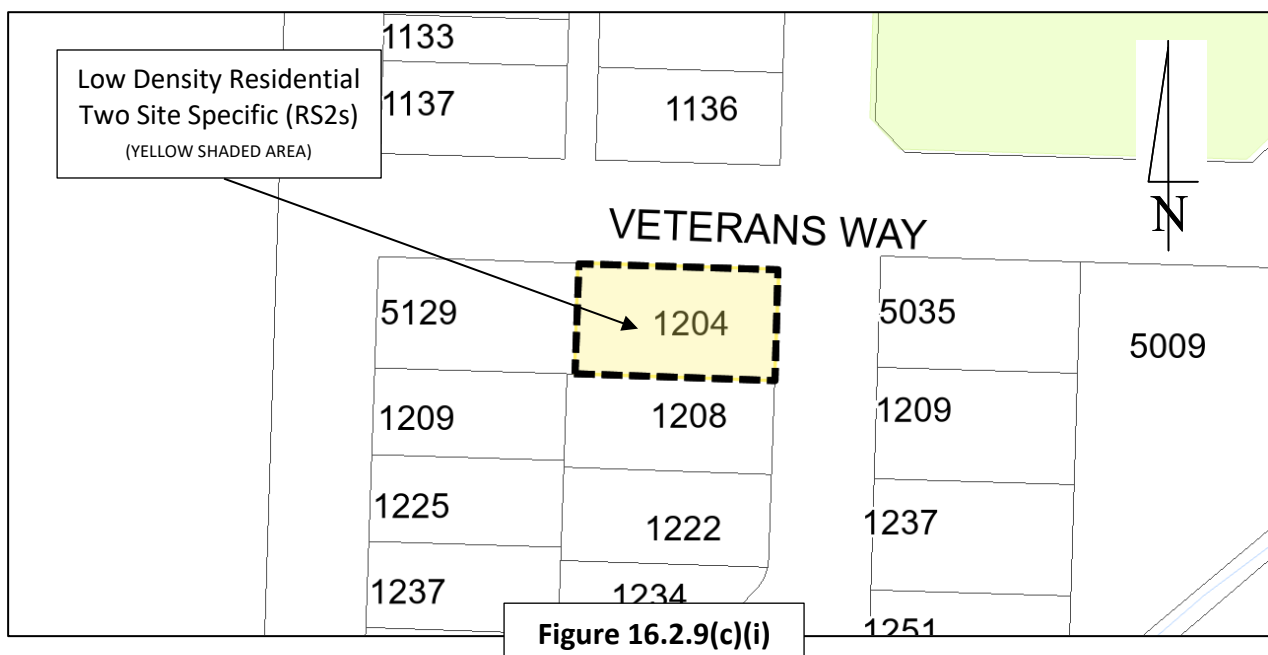 1133
Low Density Residential
Two Site Specific (RS2s)
(YELLOW SHADED AREA)
1137
1136
N
VETERANS WAY
5129
1204
5035
5009
1209
1208
1209
1225
1222
1237
1237
1234
1251
Figure 16.2.9(c)(i)